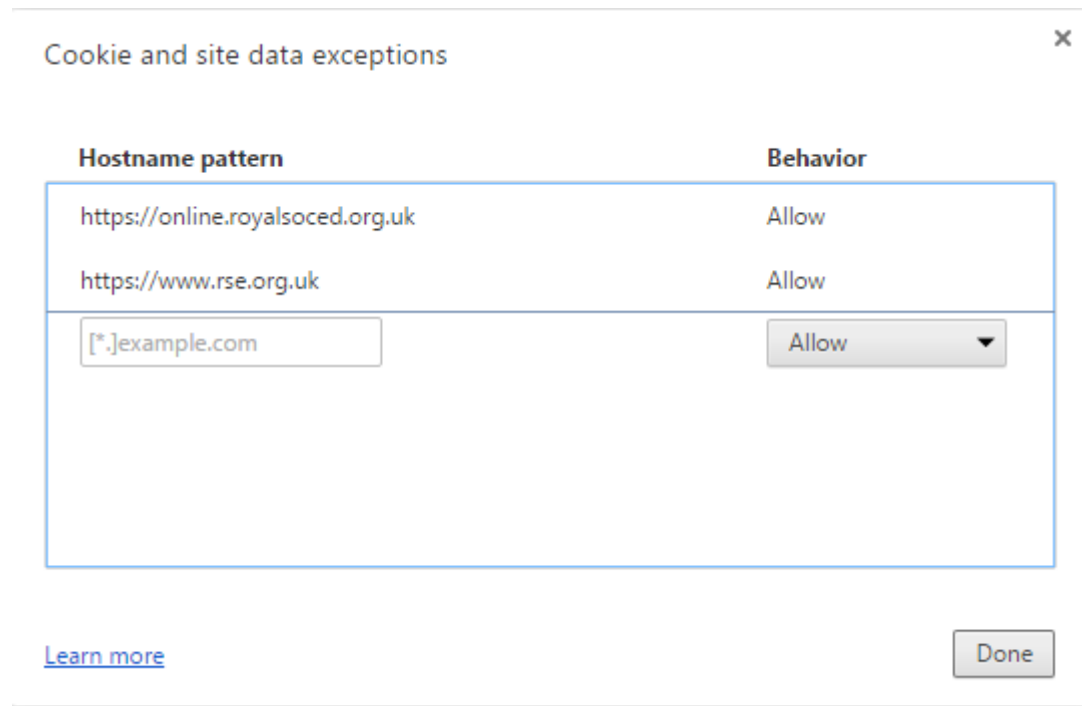 Cookie and site data exceptions
Hostname pattern Behavior
https://online.royalsoced.org.uk Allow
https://www.rse.org.uk Allow
[*.]example.com Allow
Learn more Done